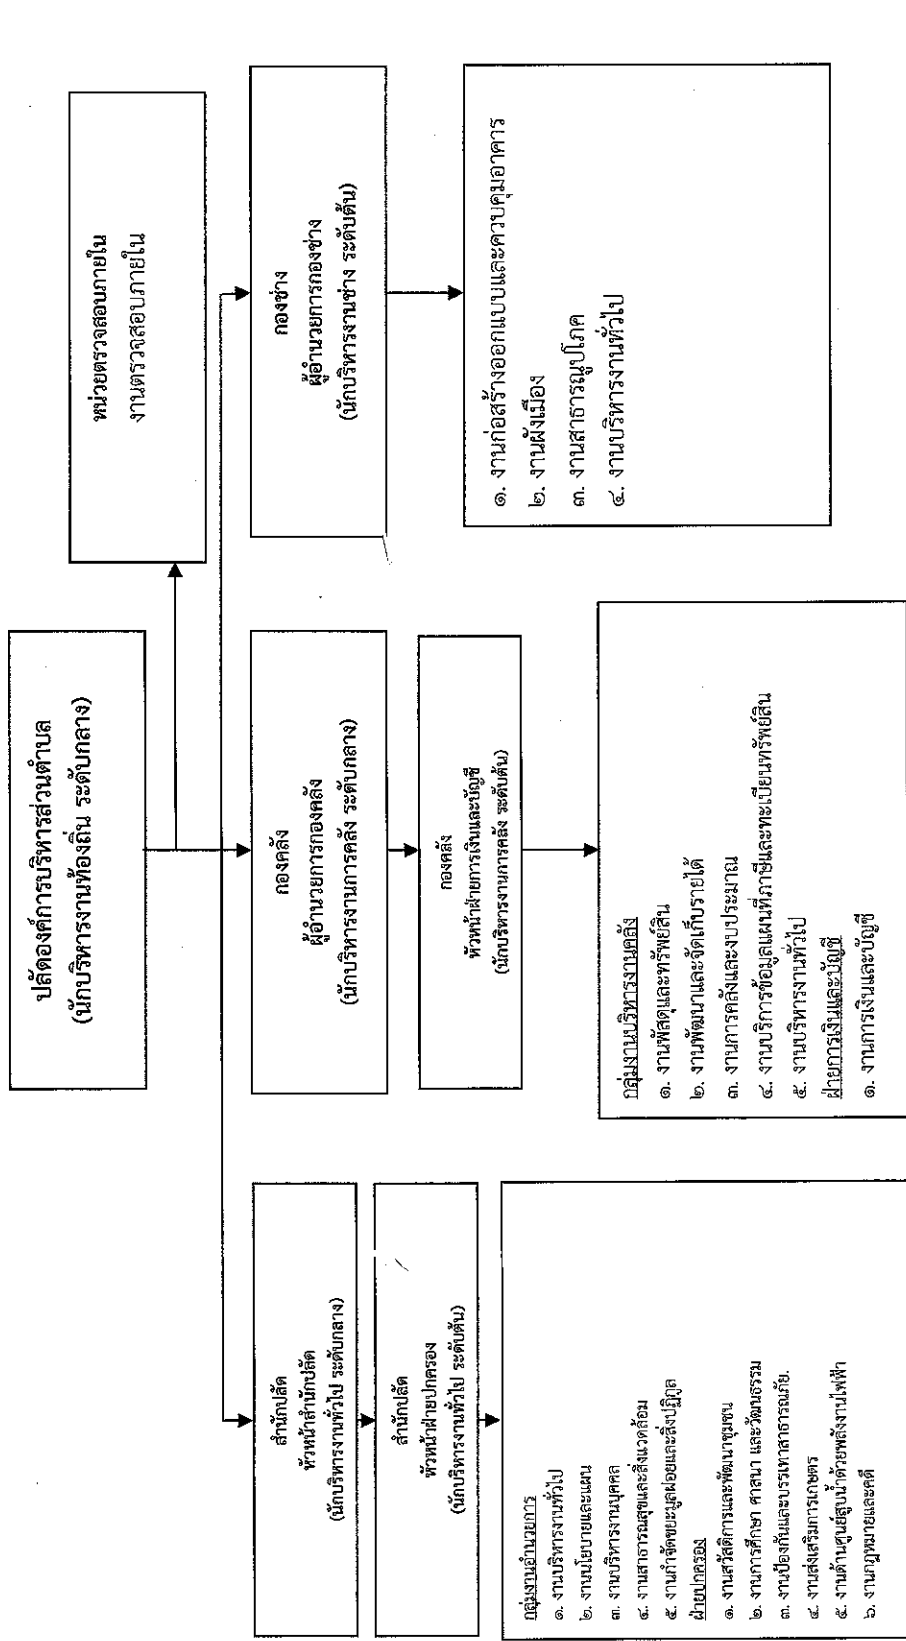 ปลัดองค์การบริหารส่วนตำบล
(นักบริหารงานท้องถิ่น ระดับกลาง)
หน่วยตรวจสอบภายใน
งานตรวจสอบภายใน
สำนักปลัด
หัวหน้าสำนักปลัด
(นักบริหารงานทั่วไป ระดับกลาง)
สำนักปลัด
หัวหน้าฝ่ายปกครอง
(นักบริหารงานทั่วไป ระดับต้น)
กลุ่มงานอำนวยการ
๑. งานบริหารงานทั่วไป
๒. งานนโยบายและแผน
๓. งานบริหารงานบุคคล
๔. งานสาธารณสุขและสิ่งแวดล้อม
๕. งานกำจัดขยะมูลฝอยและสิ่งปฏิกูล
ฝ่ายปกครอง
๑. งานสวัสดิการและพัฒนาชุมชน
๒. งานการศึกษา ศาสนา และวัฒนธรรม
๓. งานป้องกันและบรรเทาสาธารณภัย.
๔. งานส่งเสริมการเกษตร
๕. งานด้านศูนย์สูบน้ำด้วยพลังงานไฟฟ้า
๖. งานกฎหมายและคดี
กองคลัง
ผู้อำนวยการกองคลัง
(นักบริหารงานการคลัง ระดับกลาง)
กองคลัง
หัวหน้าฝ่ายการเงินและบัญชี
(นักบริหารงานการคลัง ระดับต้น)
กลุ่มงานบริหารงานคลัง
๑. งานพัสดุและทรัพย์สิน
๒. งานพัฒนาและจัดเก็บรายได้
๓. งานการคลังและงบประมาณ
๔. งานบริการข้อมูลแผนที่ภาษีและทะเบียนทรัพย์สิน
๕. งานบริหารงานทั่วไป
ฝ่ายการเงินและบัญชี
๑. งานการเงินและบัญชี
กองช่าง
ผู้อำนวยการกองช่าง
(นักบริหารงานช่าง ระดับต้น)
๑. งานก่อสร้างออกแบบและควบคุมอาคาร
๒. งานผังเมือง
๓. งานสาธารณูปโภค
๔. งานบริหารงานทั่วไป